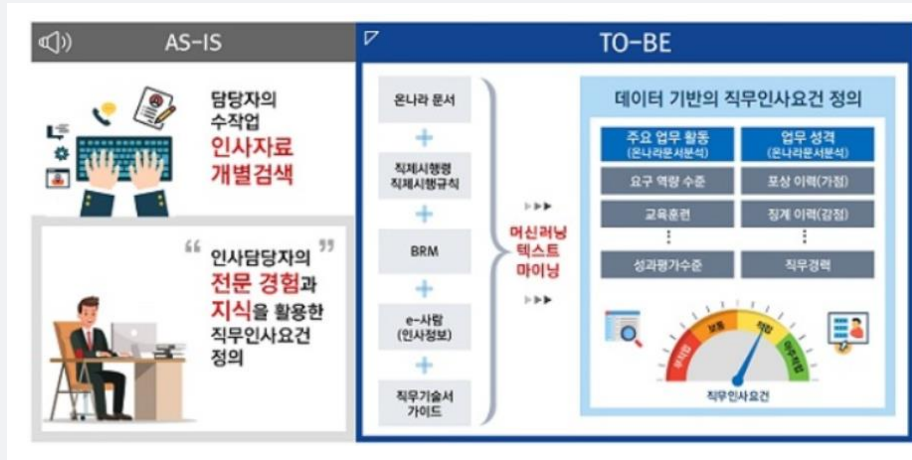 AS-IS
담당자의
수작업
인사자료
개별검색
“ 인사담당자의 ”
전문 경험과
지식을 활용한
직무인사요건
정의
TO-BE
온나라 문서
+
직제시행령
직제시행규칙
+
BRM
+
e-사람
(인사정보)
+
직무기술서
가이드
머신러닝
텍스트
마이닝
데이터 기반의 직무인사요건 정의
주요 업무 활동
(온나라문서분석)
업무 성격
(온나라문서분석)
요구 역량 수준
포상 이력(가점)
교육훈련
징계 이력(감점)
⋮
⋮
성과평가수준
직무경력
부적합
보통
적합
아주적합
직무인사요건